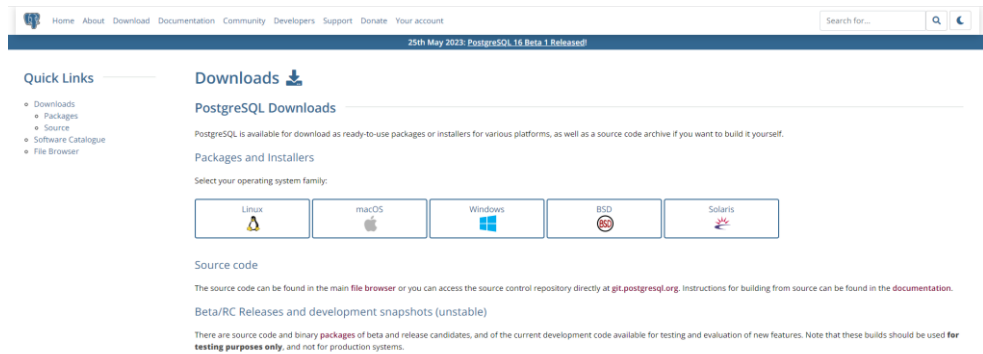 Home About Download Documentation Community Developers Support Donate Your account
Search for...
25th May 2023: PostgreSQL 16 Beta 1 Released!
Quick Links
Downloads
Packages
Source
Software Catalogue
File Browser
Downloads
PostgreSQL Downloads
PostgreSQL is available for download as ready-to-use packages or installers for various platforms, as well as a source code archive if you want to build it yourself.
Packages and Installers
Select your operating system family:
Linux
macOS
Windows
BSD
BSD
Solaris
Source code
The source code can be found in the main file browser or you can access the source control repository directly at git.postgresql.org. Instructions for building from source can be found in the documentation.
Beta/RC Releases and development snapshots (unstable)
There are source code and binary packages of beta and release candidates, and of the current development code available for testing and evaluation of new features. Note that these builds should be used for
testing purposes only, and not for production systems.